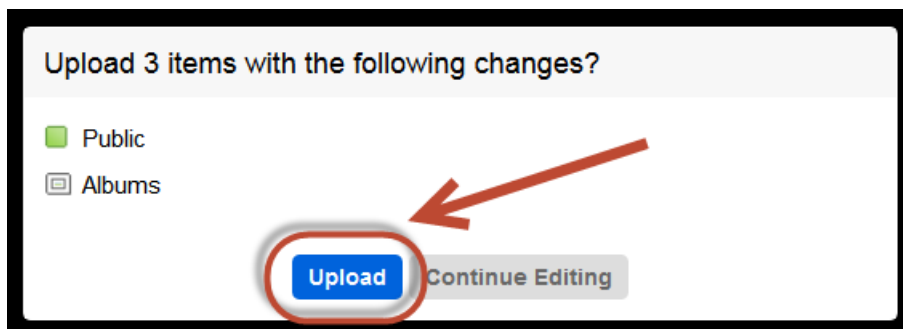 Upload 3 items with the following changes?
Public
Albums
Upload Continue Editing